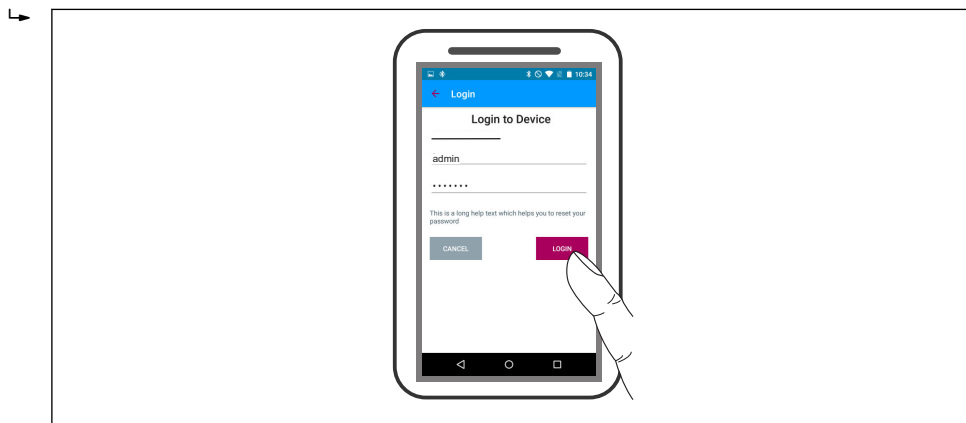 10:34
Login
Login to Device
admin
•••••••
This is a long help text which helps you to reset your
password
CANCEL
LOGIN